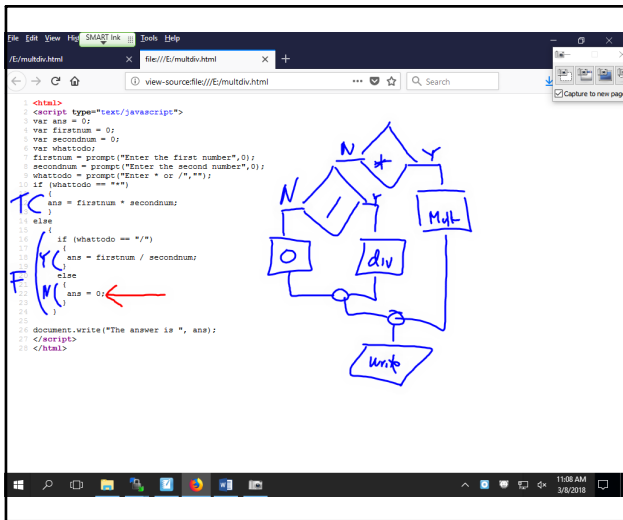 File Edit View Hist SMART Ink Tools Help
/E/multdiv.html × file:///E/multdiv.html × +
view-source:file:///E/multdiv.html ... Search
Capture to new page
1 <html>
2 <script type="text/javascript">
3 var ans = 0;
4 var firstnum = 0;
5 var secondnum = 0;
6 var whattodo;
7 firstnum = prompt("Enter the first number",0);
8 secondnum = prompt("Enter the second number",0);
9 whattodo = prompt("Enter * or /","");
10 if (whattodo == "*")
{
ans = firstnum * secondnum;
}
14 else
15 {
16 if (whattodo == "/")
17 {
18 ans = firstnum / secondnum;
19 }
20 else
21 {
22 ans = 0;
23 }
24 }
25
26 document.write("The answer is ", ans);
27 </script>
28 </html>
T
F
Y
N
N * Y
N / Y
Mult
0 div
write
11:08 AM
3/8/2018